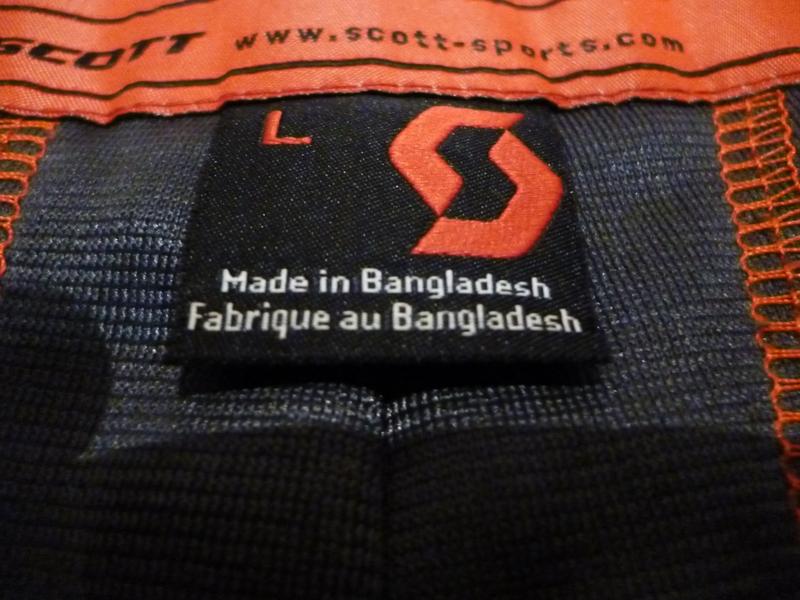 SCOTT www.scott-sports.com
L
Made in Bangladesh
Fabrique au Bangladesh